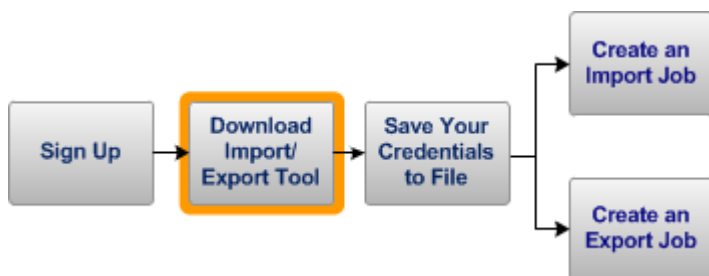 Sign Up
Download
Import/
Export Tool
Save Your
Credentials
to File
Create an
Import Job
Create an
Export Job